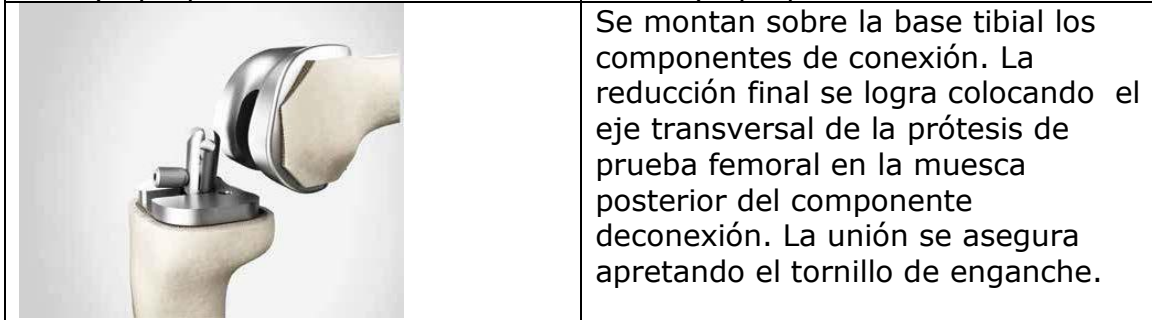 Se montan sobre la base tibial los
componentes de conexión. La
reducción final se logra colocando  el
eje transversal de la prótesis de
prueba femoral en la muesca
posterior del componente
deconexión. La unión se asegura
apretando el tornillo de enganche.